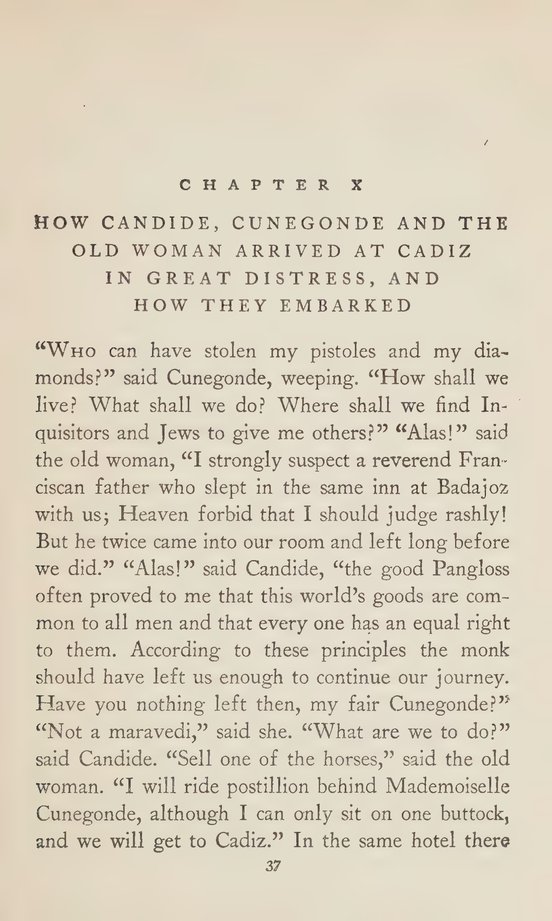 CHAPTER X
HOW CANDIDE, CUNEGONDE AND THE
OLD WOMAN ARRIVED AT CADIZ
IN GREAT DISTRESS, AND
HOW THEY EMBARKED
“WHO can have stolen my pistoles and my dia-
monds?” said Cunegonde, weeping. “How shall we
live? What shall we do? Where shall we find In-
quisitors and Jews to give me others?” “Alas!” said
the old woman, “I strongly suspect a reverend Fran-
ciscan father who slept in the same inn at Badajoz
with us; Heaven forbid that I should judge rashly!
But he twice came into our room and left long before
we did.” “Alas!” said Candide, “the good Pangloss
often proved to me that this world’s goods are com-
mon to all men and that every one has an equal right
to them. According to these principles the monk
should have left us enough to continue our journey.
Have you nothing left then, my fair Cunegonde?”
“Not a maravedi,” said she. “What are we to do?”
said Candide. “Sell one of the horses,” said the old
woman. “I will ride postillion behind Mademoiselle
Cunegonde, although I can only sit on one buttock,
and we will get to Cadiz.” In the same hotel there
37